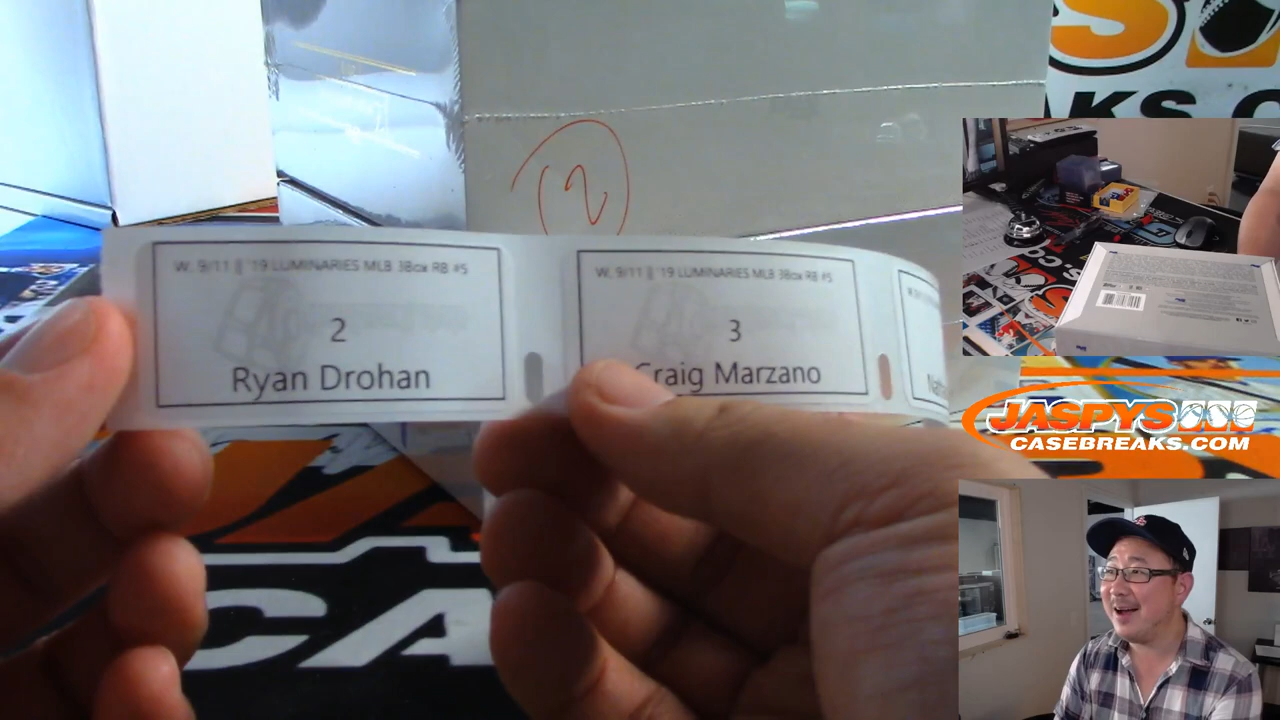 2
W. 9/11 || '19 LUMINARIES MLB 3Box RB #5
2
Ryan Drohan
W. 9/11 || '19 LUMINARIES MLB 3Box RB #5
3
Craig Marzano
JASPYS
CASEBREAKS.COM
CA